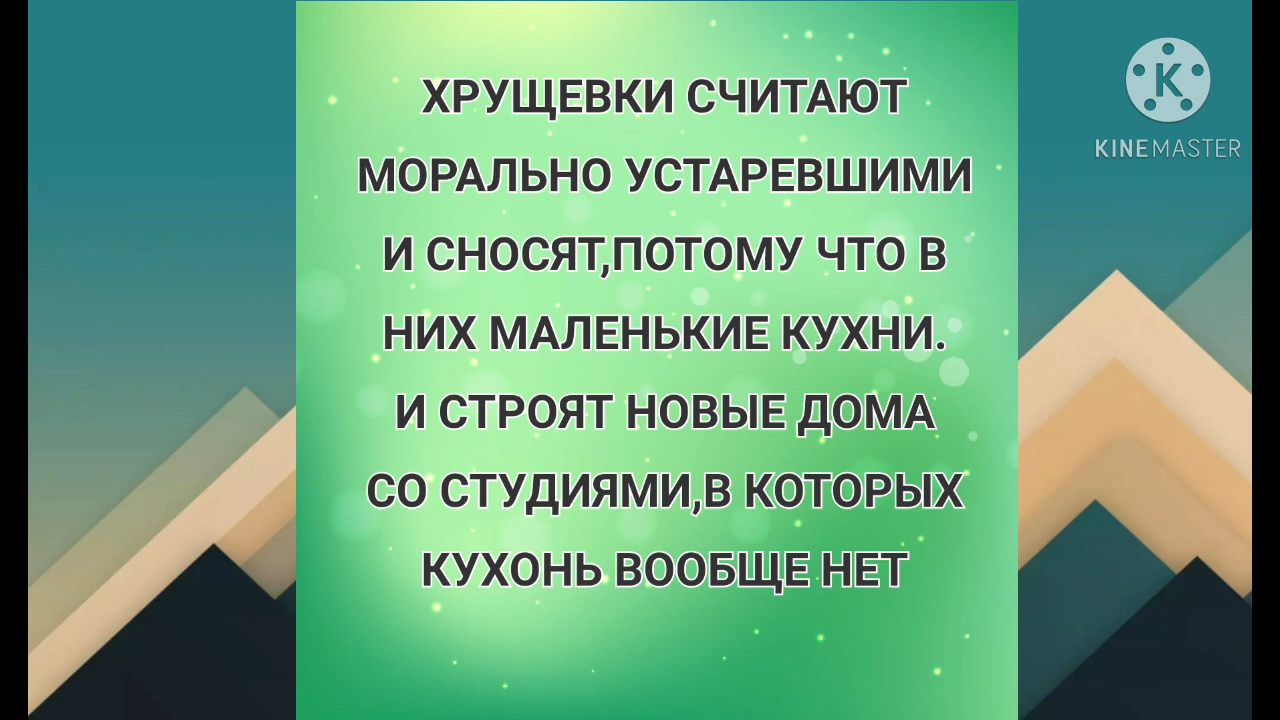 ХРУЩЕВКИ СЧИТАЮТ
МОРАЛЬНО УСТАРЕВШИМИ
И СНОСЯТ,ПОТОМУ ЧТО В
НИХ МАЛЕНЬКИЕ КУХНИ.
И СТРОЯТ НОВЫЕ ДОМА
СО СТУДИЯМИ,В КОТОРЫХ
КУХОНЬ ВООБЩЕ НЕТ
K
KINEMASTER